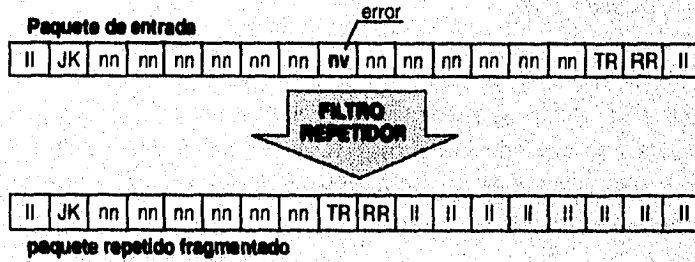 error
Paquete de entrada
II JK nn nn nn nn nn nn nv nn nn nn nn nn nn TR RR II
FILTRO
REPETIDOR
II JK nn nn nn nn nn nn TR RR II II II II II II II II
paquete repetido fragmentado